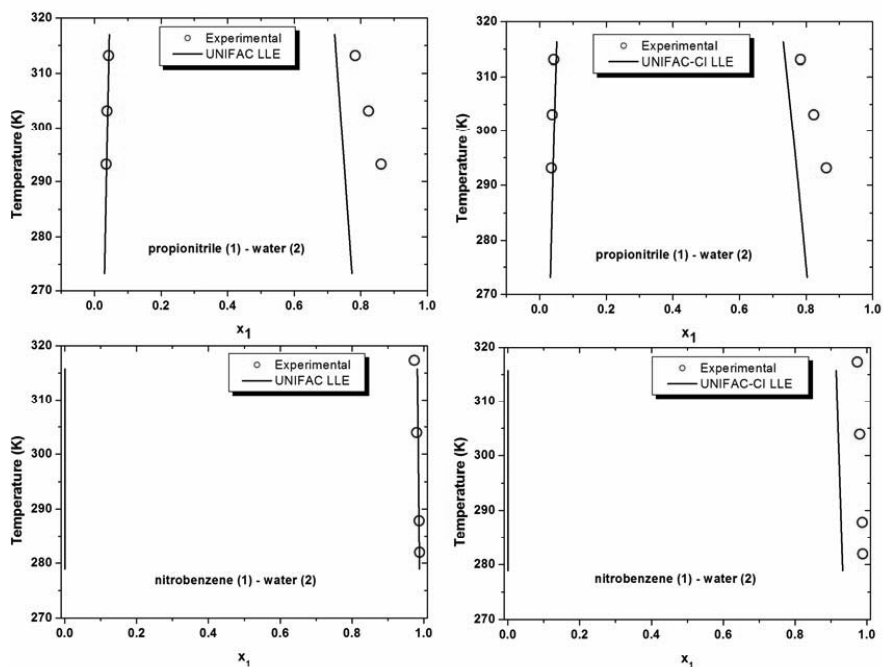 320
310
300
290
280
270
Temperature (K)
Experimental
UNIFAC LLE
propionitrile (1) - water (2)
0.0 0.2 0.4 0.6 0.8 1.0
x1
320
310
300
290
280
270
Temperature (K)
Experimental
UNIFAC-CI LLE
propionitrile (1) - water (2)
0.0 0.2 0.4 0.6 0.8 1.0
x1
320
310
300
290
280
270
Temperature (K)
Experimental
UNIFAC LLE
nitrobenzene (1) - water (2)
0.0 0.2 0.4 0.6 0.8 1.0
x1
320
310
300
290
280
270
Temperature (K)
Experimental
UNIFAC-CI LLE
nitrobenzene (1) - water (2)
0.0 0.2 0.4 0.6 0.8 1.0
x1